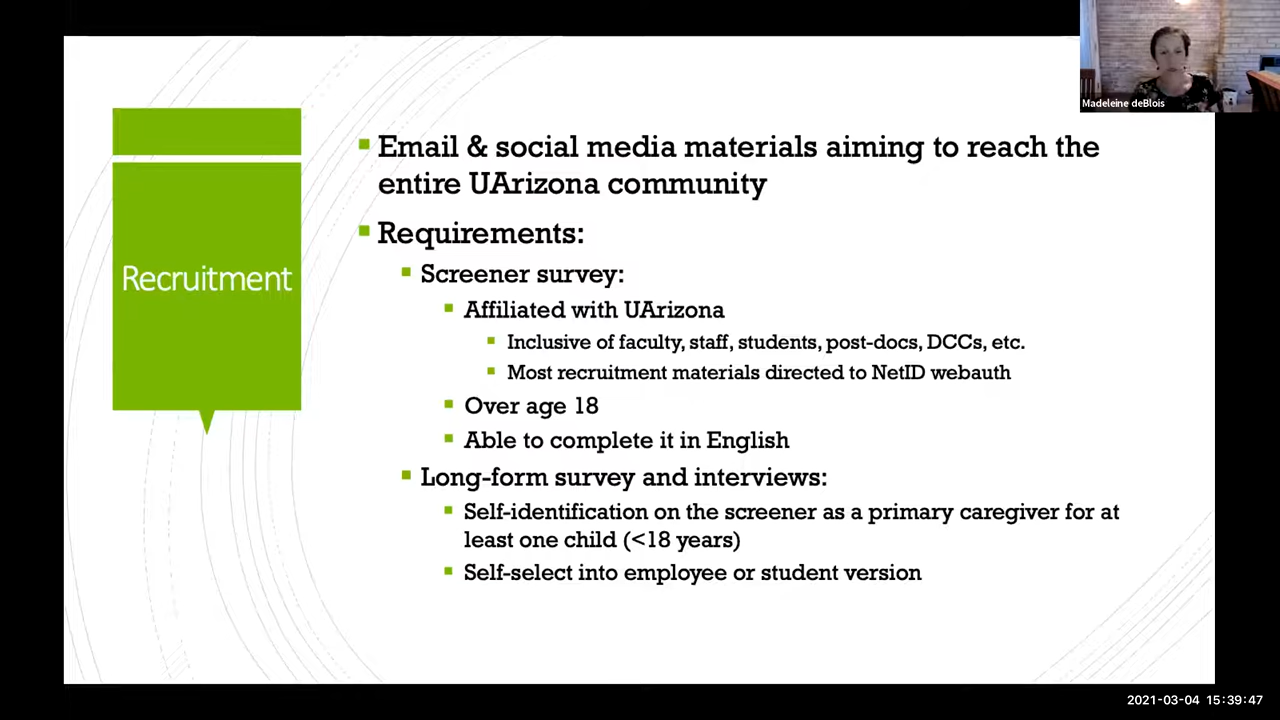 Madeleine deBlois
Recruitment
Email & social media materials aiming to reach the
entire UArizona community
Requirements:
Screener survey:
Affiliated with UArizona
Inclusive of faculty, staff, students, post-docs, DCCs, etc.
Most recruitment materials directed to NetID webauth
Over age 18
Able to complete it in English
Long-form survey and interviews:
Self-identification on the screener as a primary caregiver for at
least one child (<18 years)
Self-select into employee or student version
2021-03-04 15:39:47